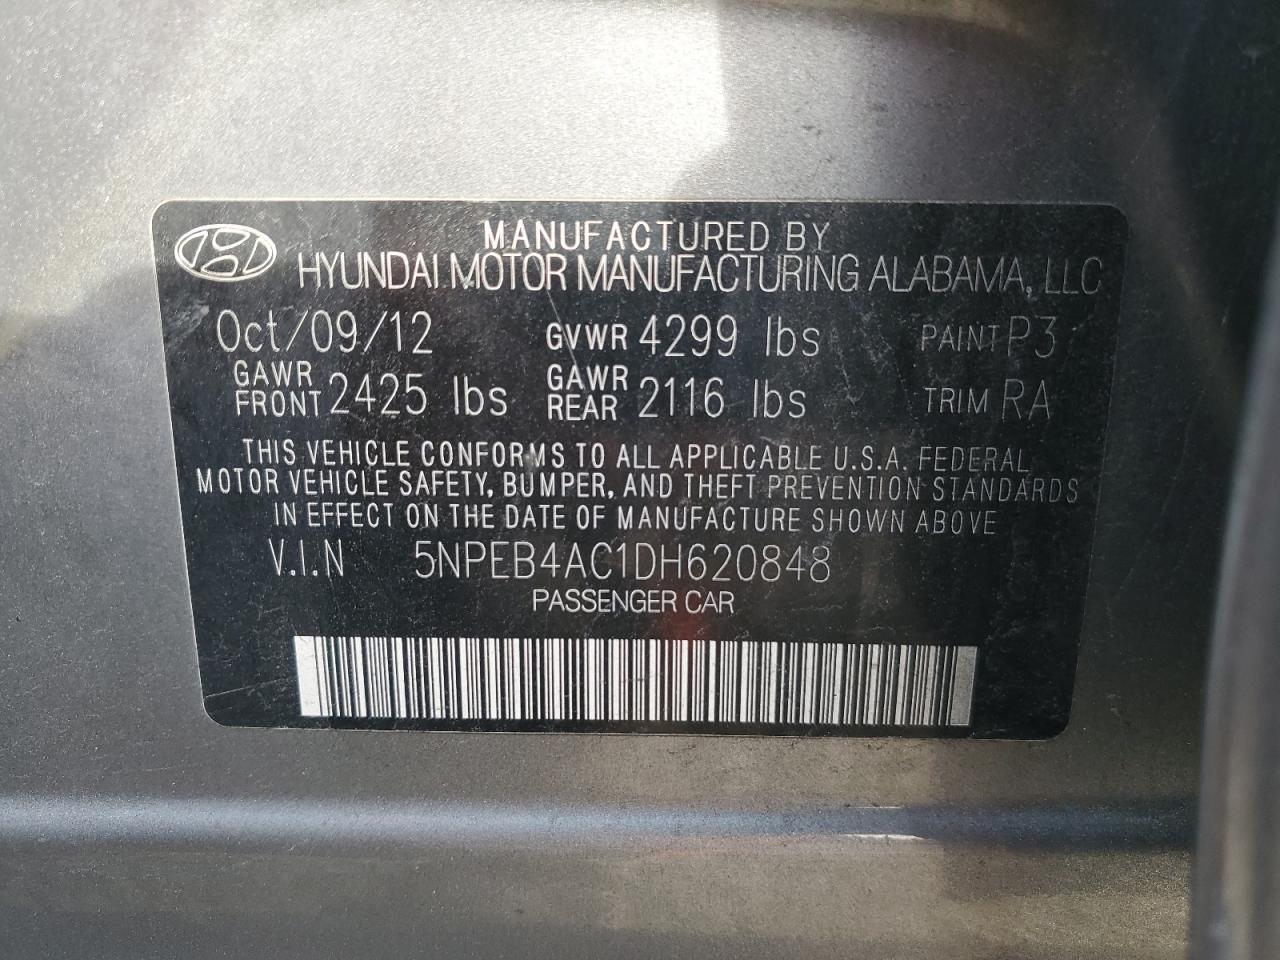 MANUFACTURED BY
HYUNDAI MOTOR MANUFACTURING ALABAMA, LLC
Oct/09/12 GVWR 4299 lbs PAINT P3
GAWR FRONT 2425 lbs GAWR REAR 2116 lbs TRIM RA
THIS VEHICLE CONFORMS TO ALL APPLICABLE U.S.A. FEDERAL
MOTOR VEHICLE SAFETY, BUMPER, AND THEFT PREVENTION STANDARDS
IN EFFECT ON THE DATE OF MANUFACTURE SHOWN ABOVE
V.I.N 5NPEB4AC1DH620848
PASSENGER CAR